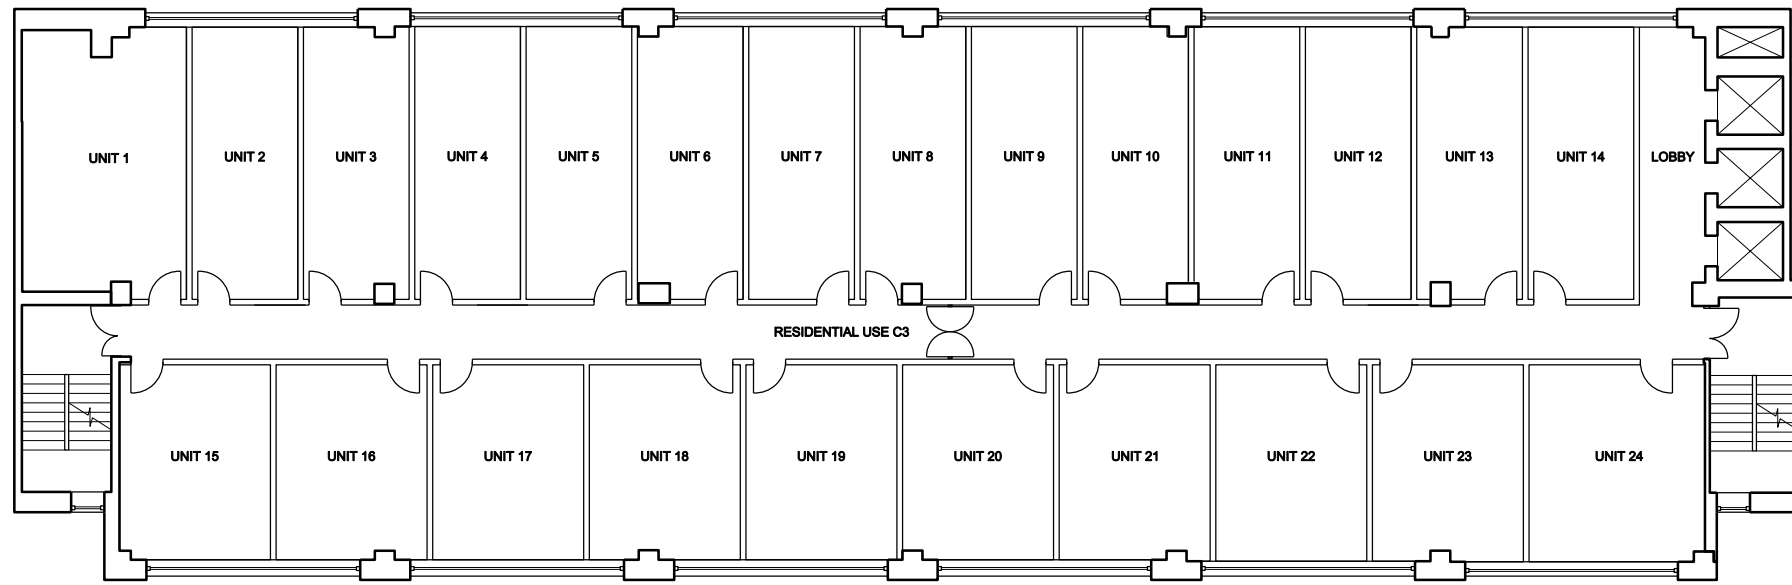 UNIT 1
UNIT 2
UNIT 3
UNIT 4
UNIT 5
UNIT 6
UNIT 7
UNIT 8
UNIT 9
UNIT 10
UNIT 11
UNIT 12
UNIT 13
UNIT 14
LOBBY
RESIDENTIAL USE C3
UNIT 15
UNIT 16
UNIT 17
UNIT 18
UNIT 19
UNIT 20
UNIT 21
UNIT 22
UNIT 23
UNIT 24